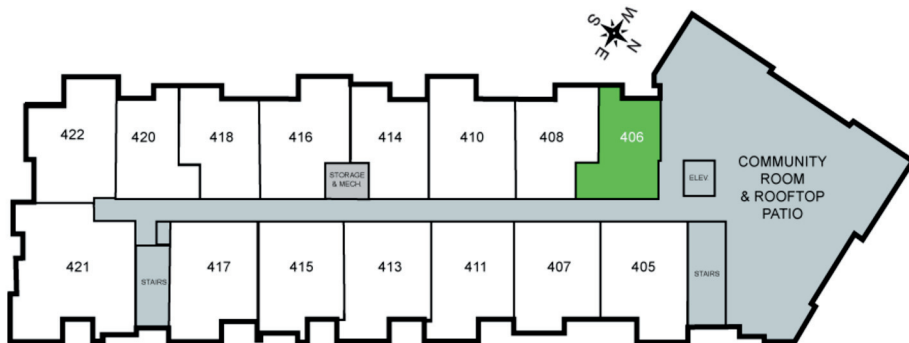 W
S
N
E
422
420
418
416
414
410
408
406
STORAGE
& MECH.
ELEV.
COMMUNITY
ROOM
& ROOFTOP
PATIO
421
STAIRS
417
415
413
411
407
405
STAIRS